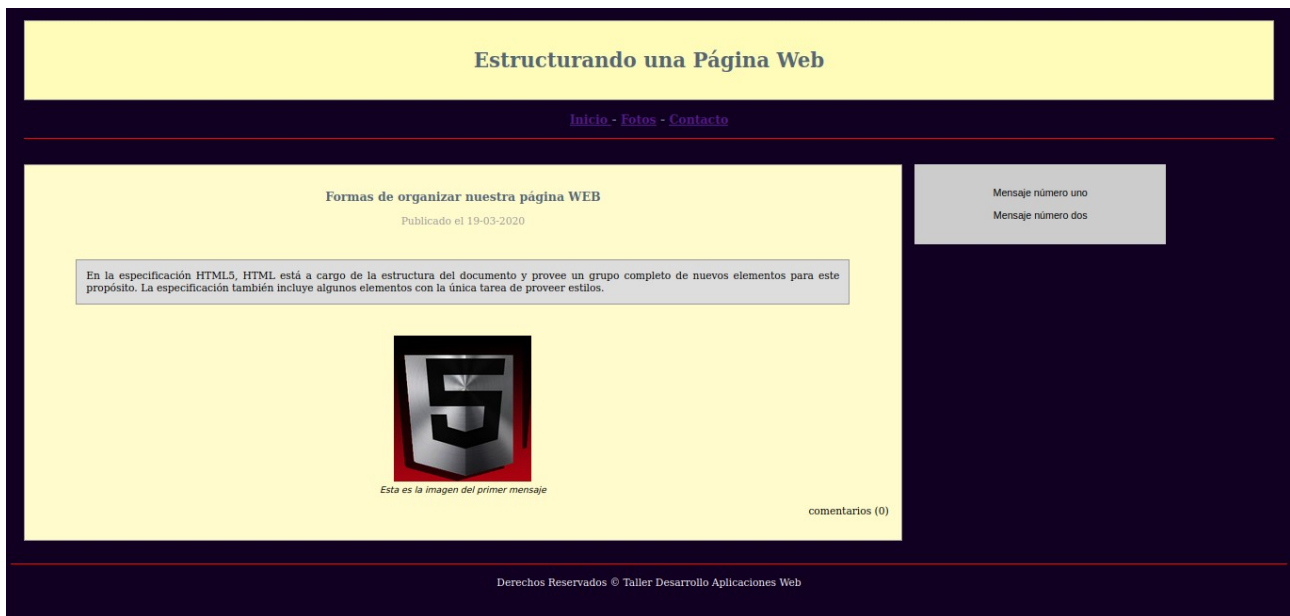 Estructurando una Página Web
Inicio - Fotos - Contacto
Formas de organizar nuestra página WEB
Publicado el 19-03-2020
En la especificación HTML5, HTML está a cargo de la estructura del documento y provee un grupo completo de nuevos elementos para este
propósito. La especificación también incluye algunos elementos con la única tarea de proveer estilos.
5
Esta es la imagen del primer mensaje
comentarios (0)
Mensaje número uno
Mensaje número dos
Derechos Reservados © Taller Desarrollo Aplicaciones Web